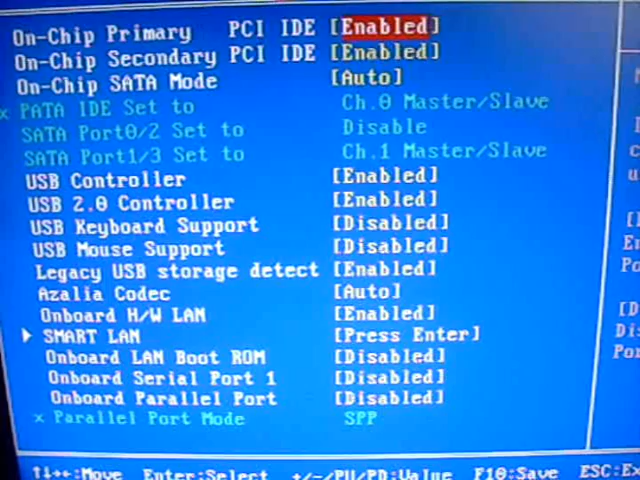 On-Chip Primary PCI IDE [Enabled]
On-Chip Secondary PCI IDE [Enabled]
On-Chip SATA Mode [Auto]
x PATA IDE Set to Ch.0 Master/Slave
SATA Port0/2 Set to Disable
SATA Port1/3 Set to Ch.1 Master/Slave
USB Controller [Enabled]
USB 2.0 Controller [Enabled]
USB Keyboard Support [Disabled]
USB Mouse Support [Disabled]
Legacy USB storage detect [Enabled]
Azalia Codec [Auto]
Onboard H/W LAN [Enabled]
▶ SMART LAN [Press Enter]
Onboard LAN Boot ROM [Disabled]
Onboard Serial Port 1 [Disabled]
Onboard Parallel Port [Disabled]
x Parallel Port Mode SPP
↑↓→←:Move Enter:Select +/-/PU/PD:Value F10:Save ESC:Ex